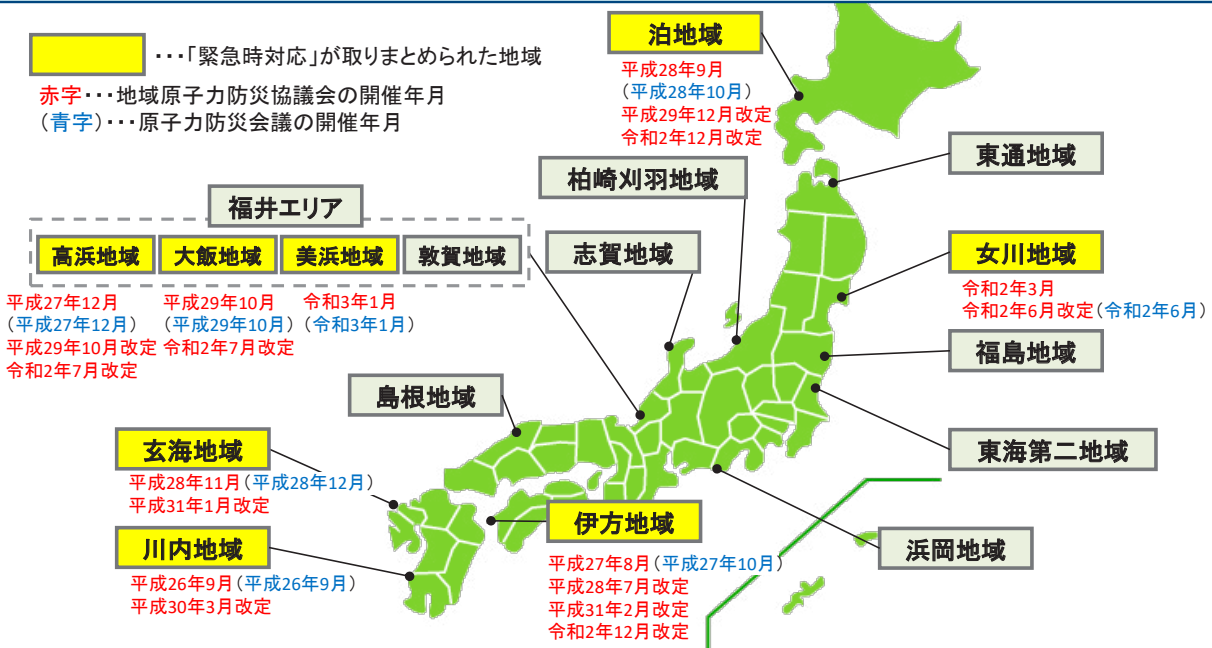 ・・・「緊急時対応」が取りまとめられた地域
赤字・・・地域原子力防災協議会の開催年月
（青字）・・・原子力防災会議の開催年月
泊地域
平成28年9月
（平成28年10月）
平成29年12月改定
令和2年12月改定
東通地域
柏崎刈羽地域
福井エリア
高浜地域 大飯地域 美浜地域 敦賀地域
平成27年12月
（平成27年12月）
平成29年10月改定
令和2年7月改定
平成29年10月
（平成29年10月）
令和2年7月改定
令和3年1月
（令和3年1月）
志賀地域
女川地域
令和2年3月
令和2年6月改定（令和2年6月）
福島地域
島根地域
東海第二地域
玄海地域
平成28年11月（平成28年12月）
平成31年1月改定
川内地域
平成26年9月（平成26年9月）
平成30年3月改定
伊方地域
平成27年8月（平成27年10月）
平成28年7月改定
平成31年2月改定
令和2年12月改定
浜岡地域